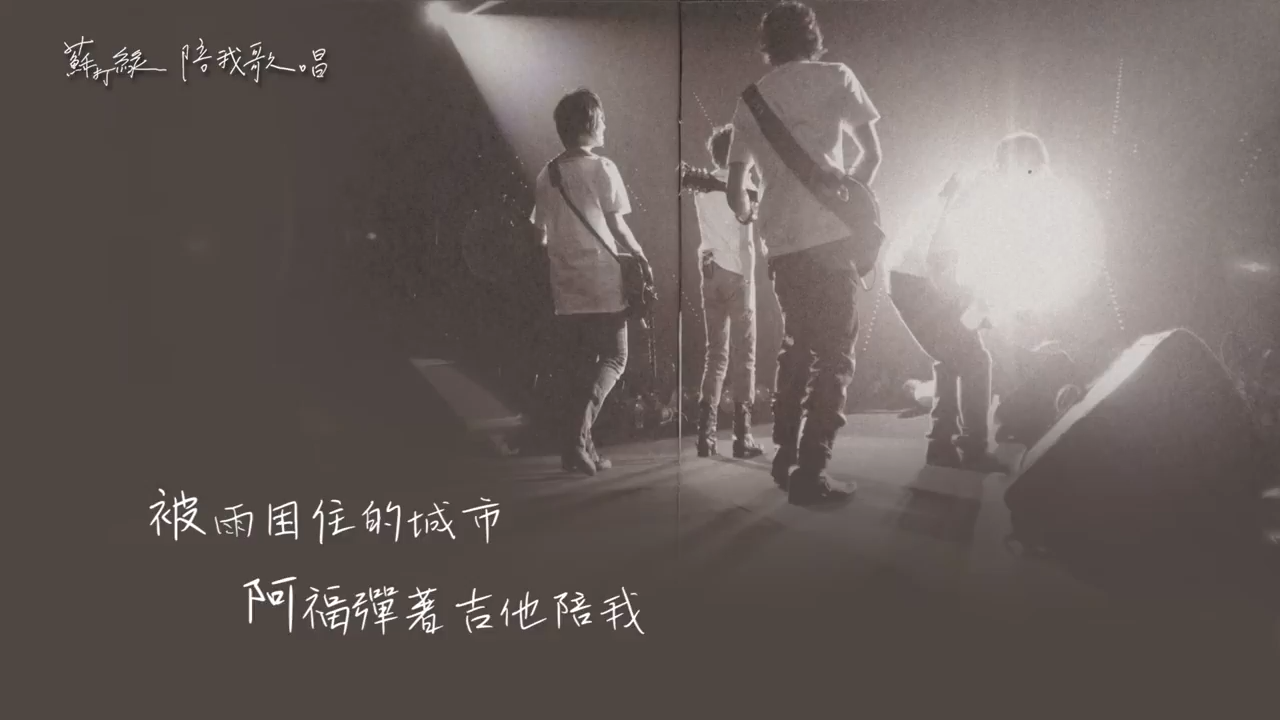 蘇打綠 陪我歌唱
被雨困住的城市
阿福彈著吉他陪我